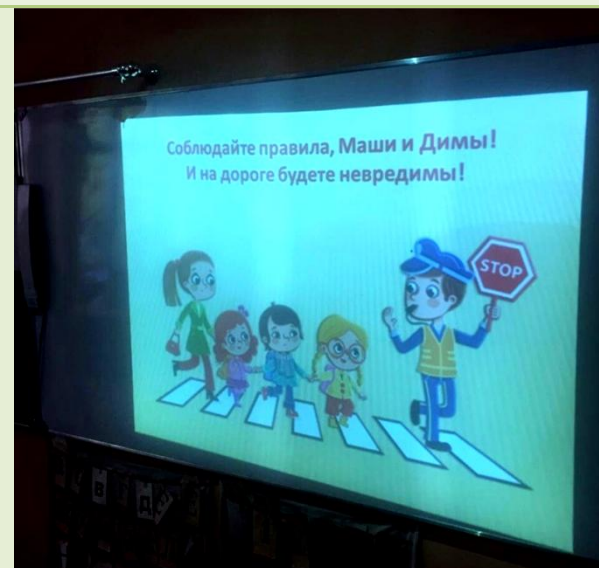 Соблюдайте правила, Маши и Димы!
И на дороге будете невредимы!
STOP
В Д